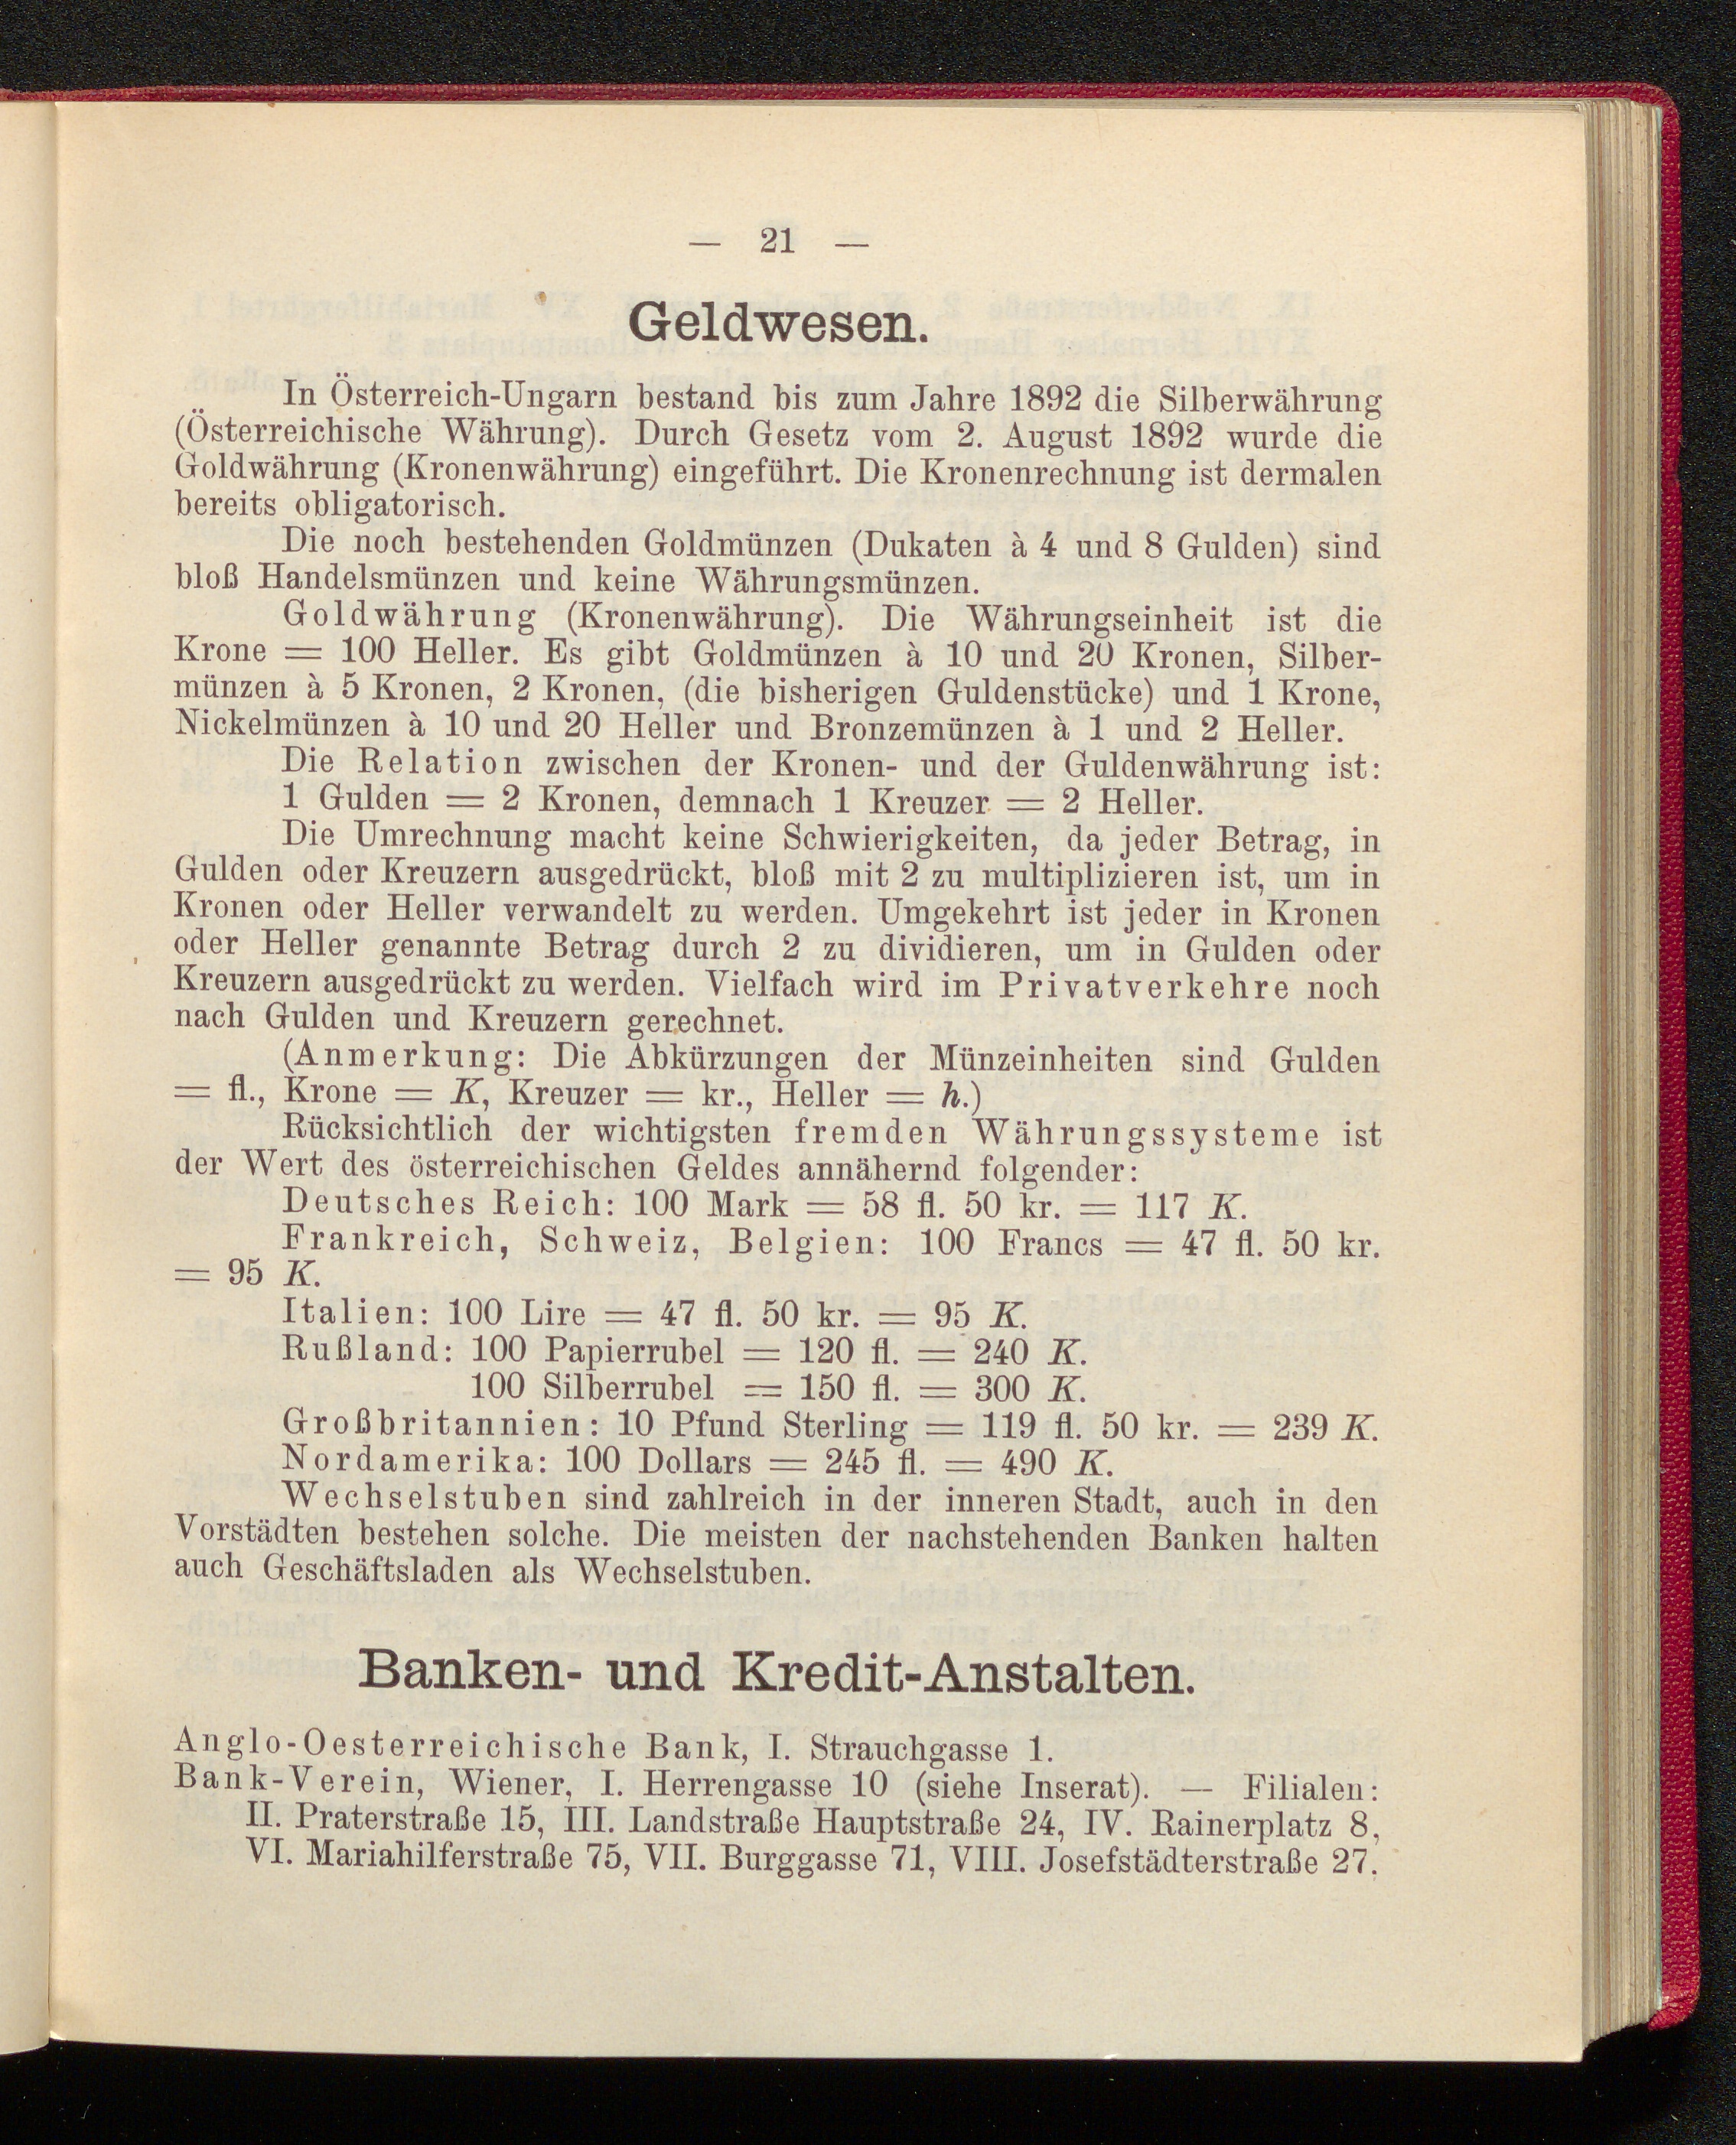 — 21 —
Geldwesen.
In Österreich-Ungarn bestand bis zum Jahre 1892 die Silberwährung
(Österreichische Währung). Durch Gesetz vom 2. August 1892 wurde die
Goldwährung (Kronenwährung) eingeführt. Die Kronenrechnung ist dermalen
bereits obligatorisch.
Die noch bestehenden Goldmünzen (Dukaten à 4 und 8 Gulden) sind
bloß Handelsmünzen und keine Währungsmünzen.
Goldwährung (Kronenwährung). Die Währungseinheit ist die
Krone = 100 Heller. Es gibt Goldmünzen à 10 und 20 Kronen, Silber-
münzen à 5 Kronen, 2 Kronen, (die bisherigen Guldenstücke) und 1 Krone,
Nickelmünzen à 10 und 20 Heller und Bronzemünzen à 1 und 2 Heller.
Die Relation zwischen der Kronen- und der Guldenwährung ist:
1 Gulden = 2 Kronen, demnach 1 Kreuzer = 2 Heller.
Die Umrechnung macht keine Schwierigkeiten, da jeder Betrag, in
Gulden oder Kreuzern ausgedrückt, bloß mit 2 zu multiplizieren ist, um in
Kronen oder Heller verwandelt zu werden. Umgekehrt ist jeder in Kronen
oder Heller genannte Betrag durch 2 zu dividieren, um in Gulden oder
Kreuzern ausgedrückt zu werden. Vielfach wird im Privatverkehre noch
nach Gulden und Kreuzern gerechnet.
(Anmerkung: Die Abkürzungen der Münzeinheiten sind Gulden
= fl., Krone = K, Kreuzer = kr., Heller = h.)
Rücksichtlich der wichtigsten fremden Währungssysteme ist
der Wert des österreichischen Geldes annähernd folgender:
Deutsches Reich: 100 Mark = 58 fl. 50 kr. = 117 K.
Frankreich, Schweiz, Belgien: 100 Francs = 47 fl. 50 kr.
= 95 K.
Italien: 100 Lire = 47 fl. 50 kr. = 95 K.
Rußland: 100 Papierrubel = 120 fl. = 240 K.
100 Silberrubel = 150 fl. = 300 K.
Großbritannien: 10 Pfund Sterling = 119 fl. 50 kr. = 239 K.
Nordamerika: 100 Dollars = 245 fl. = 490 K.
Wechselstuben sind zahlreich in der inneren Stadt, auch in den
Vorstädten bestehen solche. Die meisten der nachstehenden Banken halten
auch Geschäftsladen als Wechselstuben.
Banken- und Kredit-Anstalten.
Anglo-Oesterreichische Bank, I. Strauchgasse 1.
Bank-Verein, Wiener, I. Herrengasse 10 (siehe Inserat). — Filialen:
II. Praterstraße 15, III. Landstraße Hauptstraße 24, IV. Rainerplatz 8,
VI. Mariahilferstraße 75, VII. Burggasse 71, VIII. Josefstädterstraße 27.